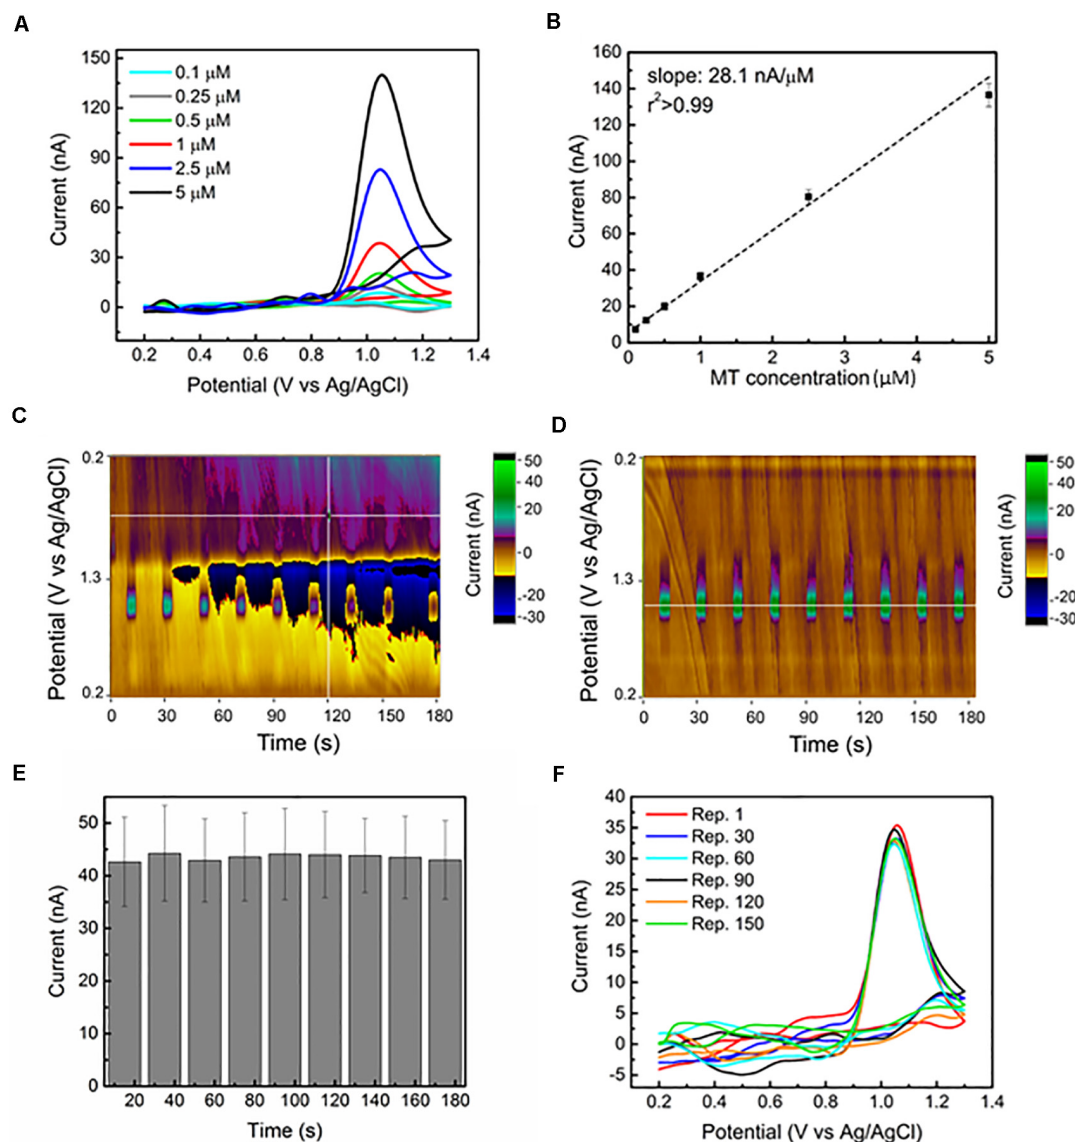 A
B
150
120
90
60
30
0
Current (nA)
0.1 μM
0.25 μM
0.5 μM
1 μM
2.5 μM
5 μM
0.2 0.4 0.6 0.8 1.0 1.2 1.4
Potential (V vs Ag/AgCl)
160
140
120
100
80
60
40
20
0
Current (nA)
slope: 28.1 nA/μM
r²>0.99
0 1 2 3 4 5
MT concentration (μM)
C
D
0.2
1.3
0.2
Potential (V vs Ag/AgCl)
0 30 60 90 120 150 180
Time (s)
Current (nA)
50
40
20
0
-20
-30
0.2
1.3
0.2
Potential (V vs Ag/AgCl)
0 30 60 90 120 150 180
Time (s)
Current (nA)
50
40
20
0
-20
-30
E
F
50
40
30
20
10
0
Current (nA)
20 40 60 80 100 120 140 160 180
Time (s)
40
35
30
25
20
15
10
5
0
-5
Current (nA)
Rep. 1
Rep. 30
Rep. 60
Rep. 90
Rep. 120
Rep. 150
0.2 0.4 0.6 0.8 1.0 1.2 1.4
Potential (V vs Ag/AgCl)